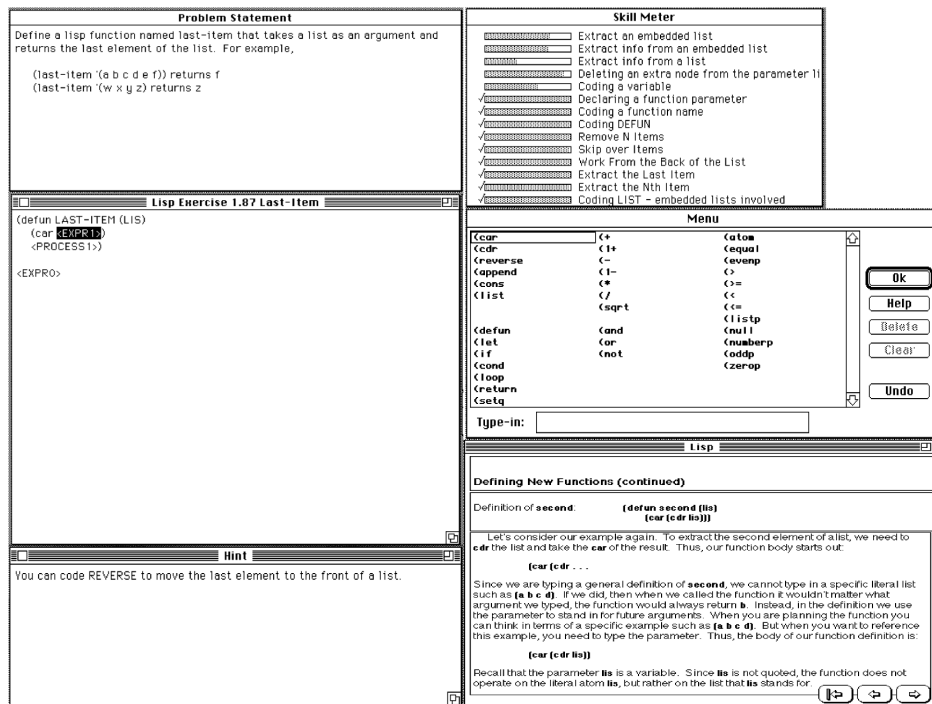 Problem Statement
Define a lisp function named last-item that takes a list as an argument and
returns the last element of the list. For example,
(last-item '(a b c d e f)) returns f
(last-item '(w x y z) returns z
Skill Meter
Extract an embedded list
Extract info from an embedded list
Extract info from a list
Deleting an extra node from the parameter li
Coding a variable
√ Declaring a function parameter
√ Coding a function name
√ Coding DEFUN
√ Remove N Items
√ Skip over Items
√ Work From the Back of the List
√ Extract the Last Item
√ Extract the Nth Item
√ Coding LIST - embedded lists involved
Lisp Exercise 1.87 Last-Item
(defun LAST-ITEM (LIS)
(car <EXPR1>)
<PROCESS1>)
<EXPR0>
Menu
(car (+ (atom
(cdr (1+ (equal
(reverse (- (evenp
(append (1- (>
(cons (* (>=
(list (/ (<
(sqrt (<=
(listp
(defun (and (null
(let (or (numberp
(if (not (oddp
(cond (zerop
(loop
(return
(setq
Ok
Help
Delete
Clear
Undo
Type-in:
Hint
You can code REVERSE to move the last element to the front of a list.
Lisp
Defining New Functions (continued)
Definition of second: (defun second (lis)
(car (cdr lis)))
Let's consider our example again. To extract the second element of a list, we need to
cdr the list and take the car of the result. Thus, our function body starts out:
(car (cdr . . .
Since we are typing a general definition of second, we cannot type in a specific literal list
such as (a b c d). If we did, then when we called the function it wouldn't matter what
argument we typed, the function would always return b. Instead, in the definition we use
the parameter to stand in for future arguments. When you are planning the function you
can think in terms of a specific example such as (a b c d). But when you want to reference
this example, you need to type the parameter. Thus, the body of our function definition is:
(car (cdr lis))
Recall that the parameter lis is a variable. Since lis is not quoted, the function does not
operate on the literal atom lis, but rather on the list that lis stands for.